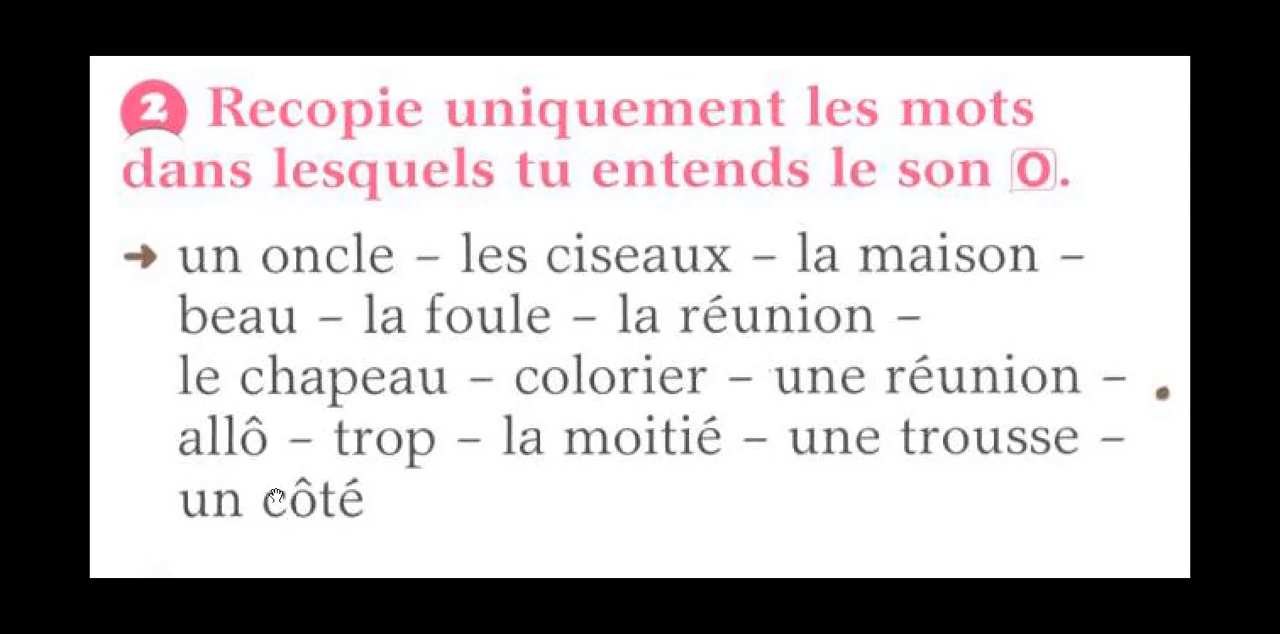 2 Recopie uniquement les mots
dans lesquels tu entends le son O.
→ un oncle – les ciseaux – la maison –
beau – la foule – la réunion –
le chapeau – colorier – une réunion –
allô – trop – la moitié – une trousse –
un côté